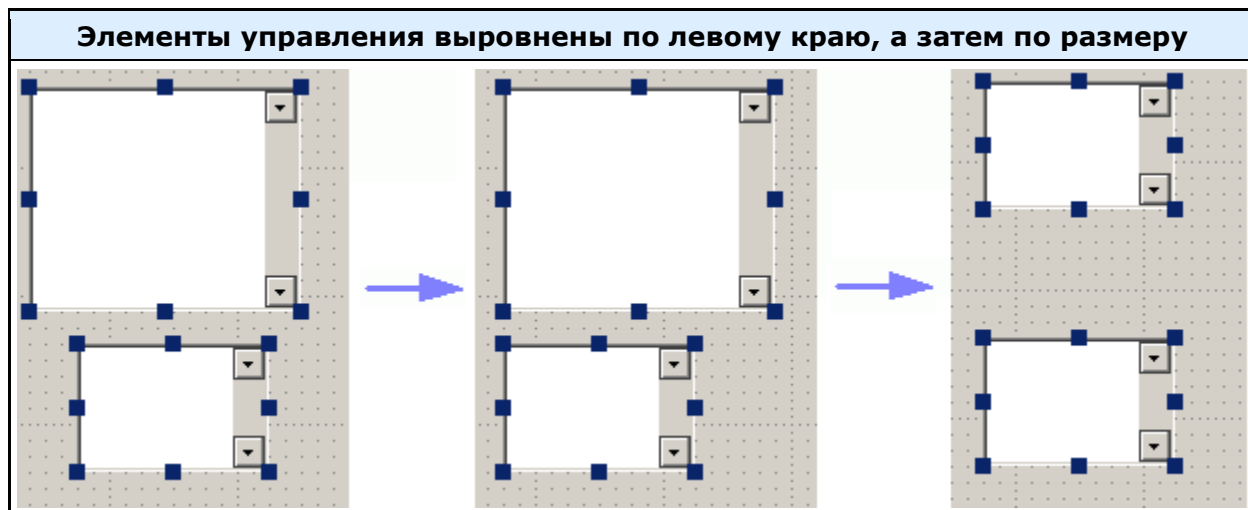 Элементы управления выровнены по левому краю, а затем по размеру